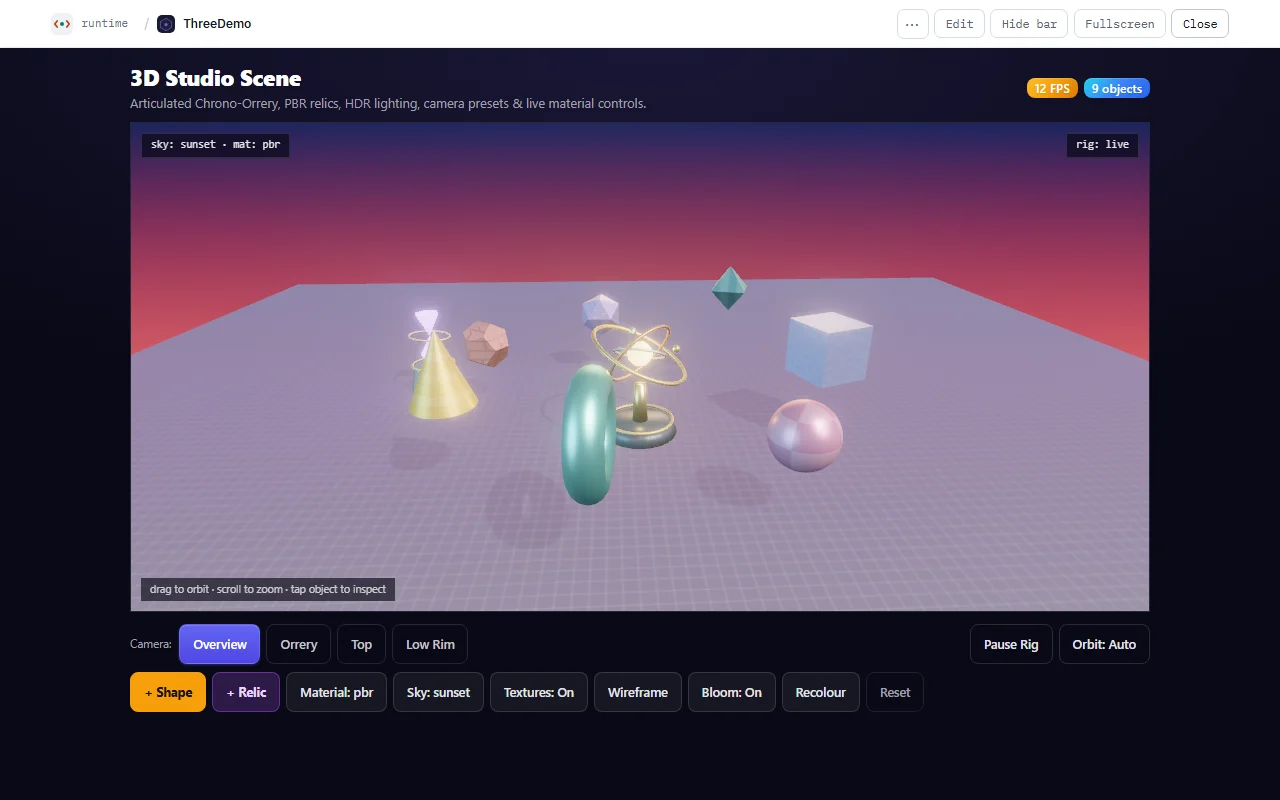 runtime / ThreeDemo
... Edit Hide bar Fullscreen Close
3D Studio Scene
Articulated Chrono-Orrery, PBR relics, HDR lighting, camera presets & live material controls.
12 FPS 9 objects
sky: sunset · mat: pbr
rig: live
drag to orbit · scroll to zoom · tap object to inspect
Camera: Overview Orrery Top Low Rim Pause Rig Orbit: Auto
+ Shape + Relic Material: pbr Sky: sunset Textures: On Wireframe Bloom: On Recolour Reset